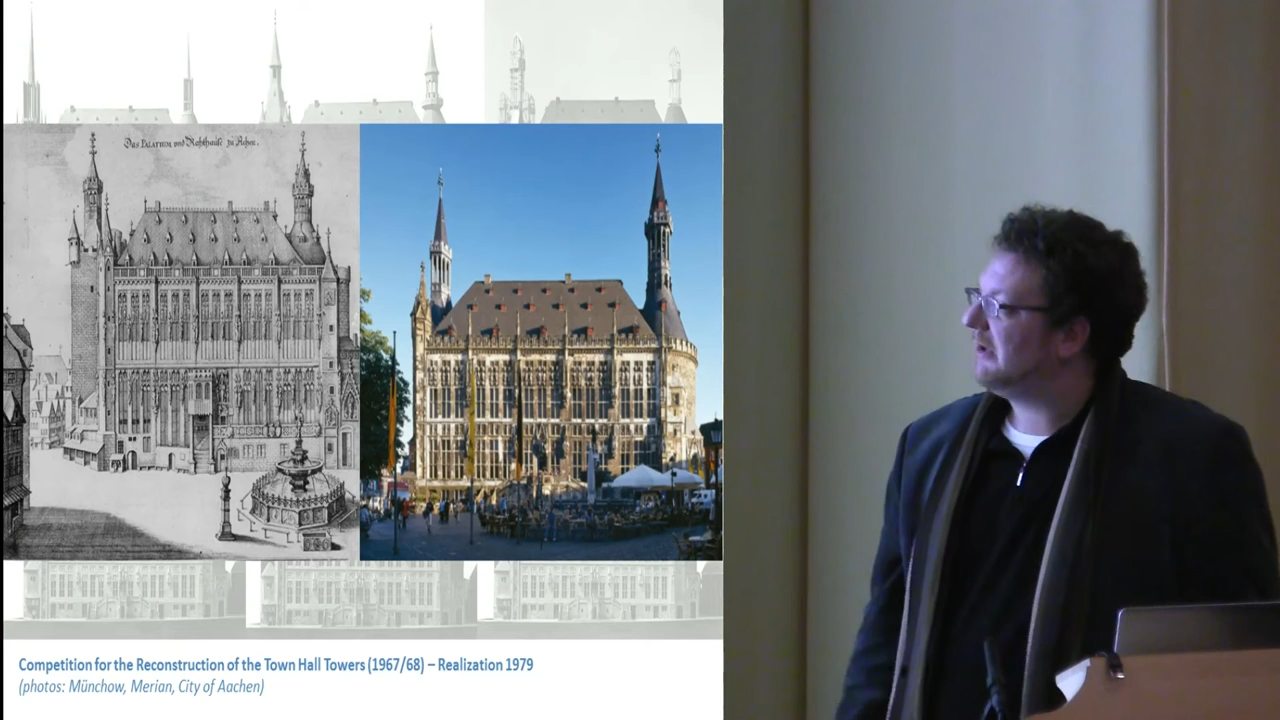 Das PALATIUM und Rahthauß zu Achen.
Competition for the Reconstruction of the Town Hall Towers (1967/68) – Realization 1979
(photos: Münchow, Merian, City of Aachen)